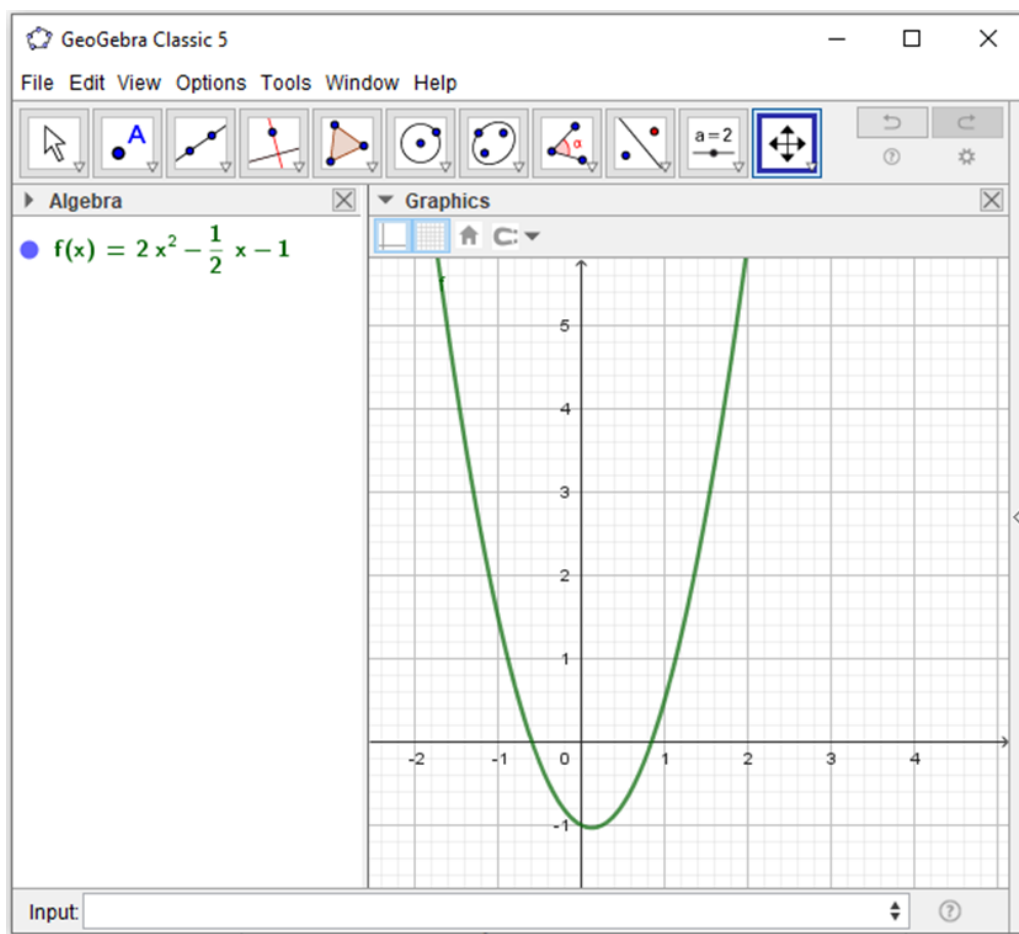 GeoGebra Classic 5
File Edit View Options Tools Window Help
A
α
a = 2
Algebra
Graphics
f(x) = 2 x² − 1/2 x − 1
f
5
4
3
2
1
-2 -1 0 1 2 3 4
-1
Input: